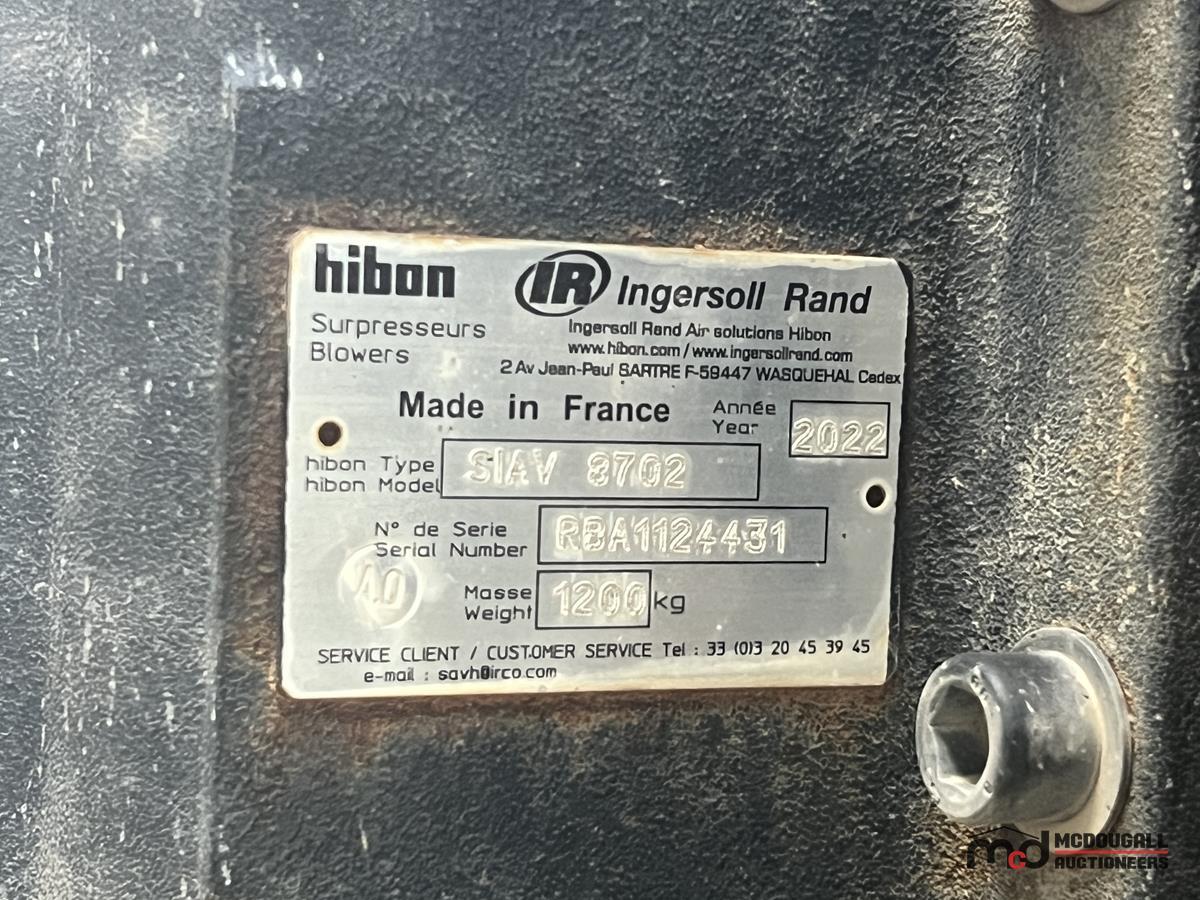 hibon
IR Ingersoll Rand
Surpresseurs
Blowers
Ingersoll Rand Air solutions Hibon
www.hibon.com / www.ingersollrand.com
2 Av Jean-Paul SARTRE F-59447 WASQUEHAL Cedex
Made in France
Année
Year
2022
hibon Type
hibon Model
SIAV 8702
N° de Serie
Serial Number
RBA1124431
Masse
Weight
1200 kg
SERVICE CLIENT / CUSTOMER SERVICE Tel : 33 (0)3 20 45 39 45
e-mail : savh@irco.com
mcd MCDOUGALL
AUCTIONEERS